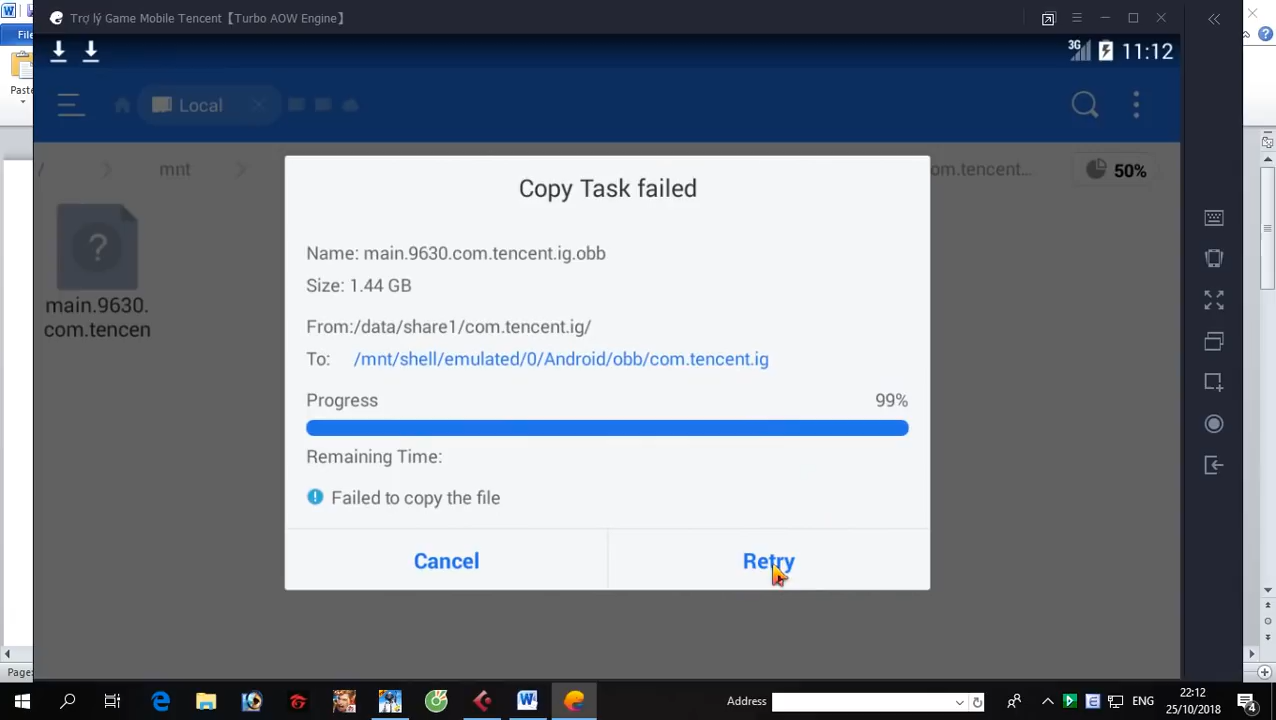 Trợ lý Game Mobile Tencent【Turbo AOW Engine】
File
Paste
3G 11:12
Local
/ mnt com.tencent... 50%
main.9630.
com.tencen
Copy Task failed
Name: main.9630.com.tencent.ig.obb
Size: 1.44 GB
From:/data/share1/com.tencent.ig/
To: /mnt/shell/emulated/0/Android/obb/com.tencent.ig
Progress 99%
Remaining Time:
Failed to copy the file
Cancel Retry
Address ENG
22:12
25/10/2018
4